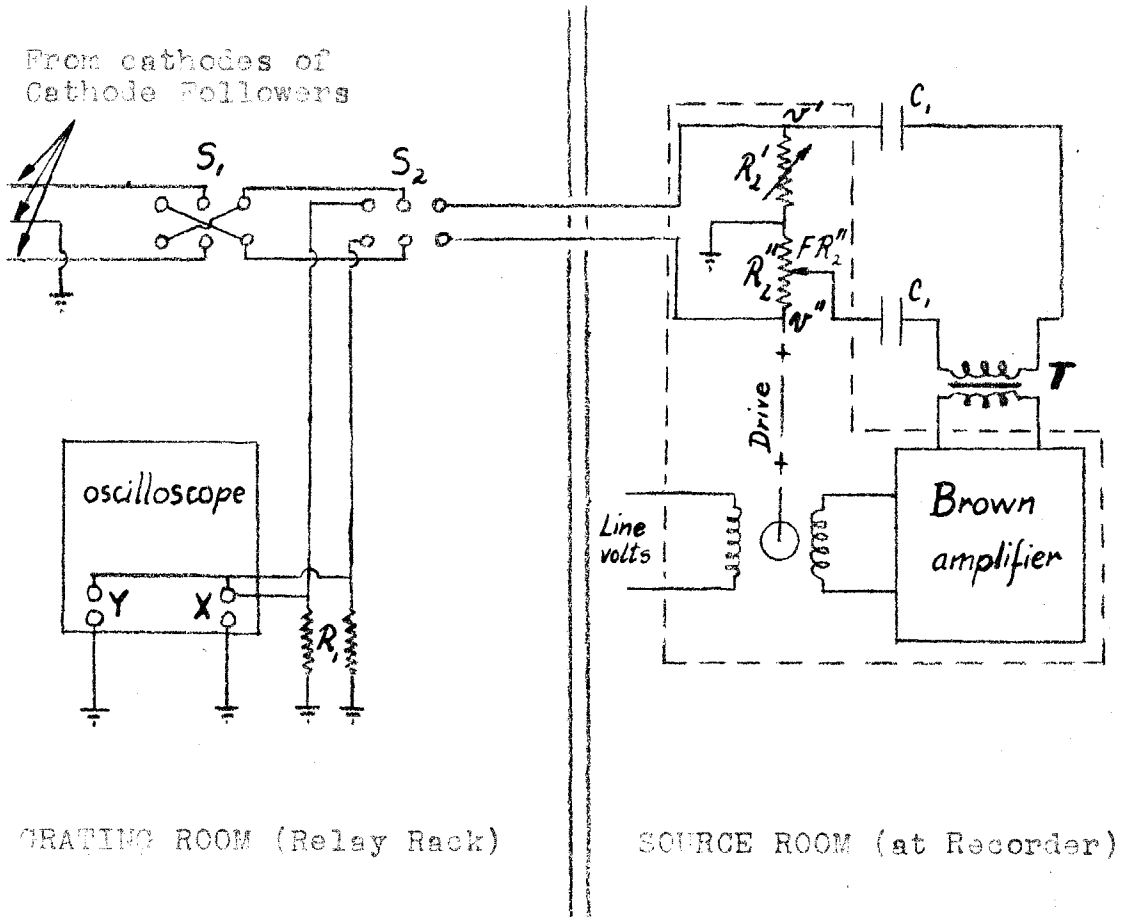 From cathodes of
Cathode Followers
S₁
S₂
v'
C₁
R₂'
FR₂"
R₂"
v"
C₁
T
Drive
oscilloscope
Y
X
R₁
Line
volts
Brown
amplifier
GRATING ROOM (Relay Rack)
SOURCE ROOM (at Recorder)